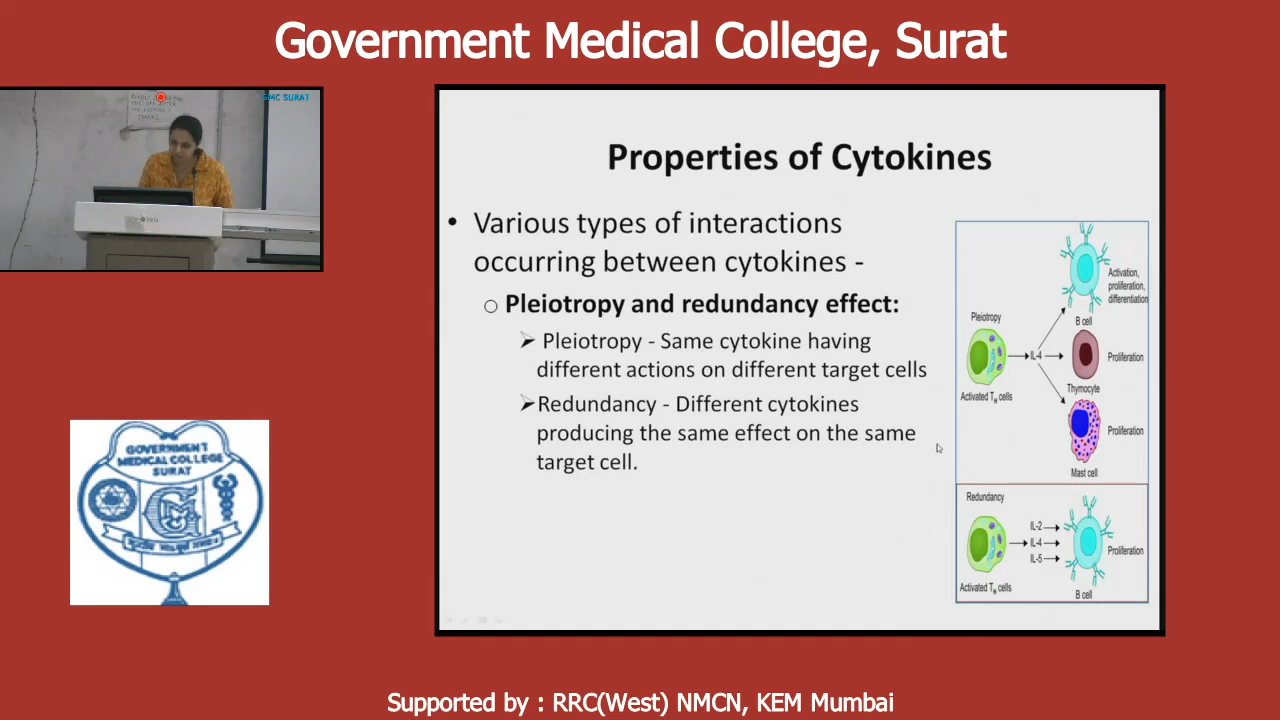 Government Medical College, Surat
GMC SURAT
Properties of Cytokines
• Various types of interactions
occurring between cytokines -
○ Pleiotropy and redundancy effect:
➢ Pleiotropy - Same cytokine having
different actions on different target cells
➢Redundancy - Different cytokines
producing the same effect on the same
target cell.
Pleiotropy
Activated TH cells
IL-4
Activation,
proliferation,
differentiation
B cell
Proliferation
Thymocyte
Proliferation
Mast cell
Redundancy
Activated TH cells
IL-2
IL-4
IL-5
Proliferation
B cell
GOVERNMENT
MEDICAL COLLEGE
SURAT
Supported by : RRC(West) NMCN, KEM Mumbai